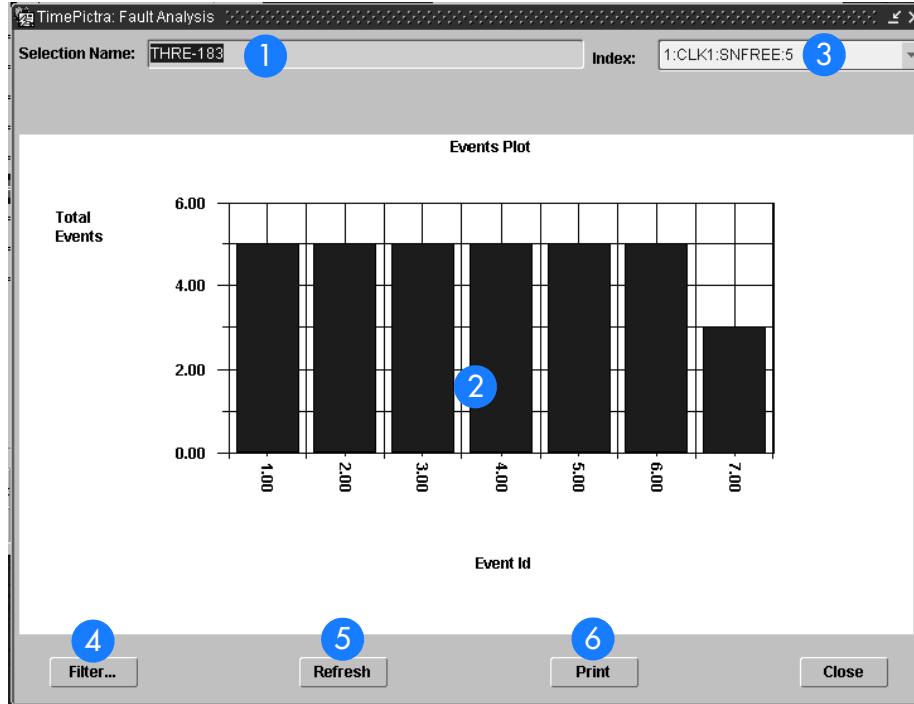 TimePictra: Fault Analysis
Selection Name: THRE-183 1 Index: 1:CLK1:SNFREE:5 3
Events Plot
Total
Events
6.00
4.00
2.00
0.00
2
1.00 2.00 3.00 4.00 5.00 6.00 7.00
Event Id
4 5 6
Filter... Refresh Print Close